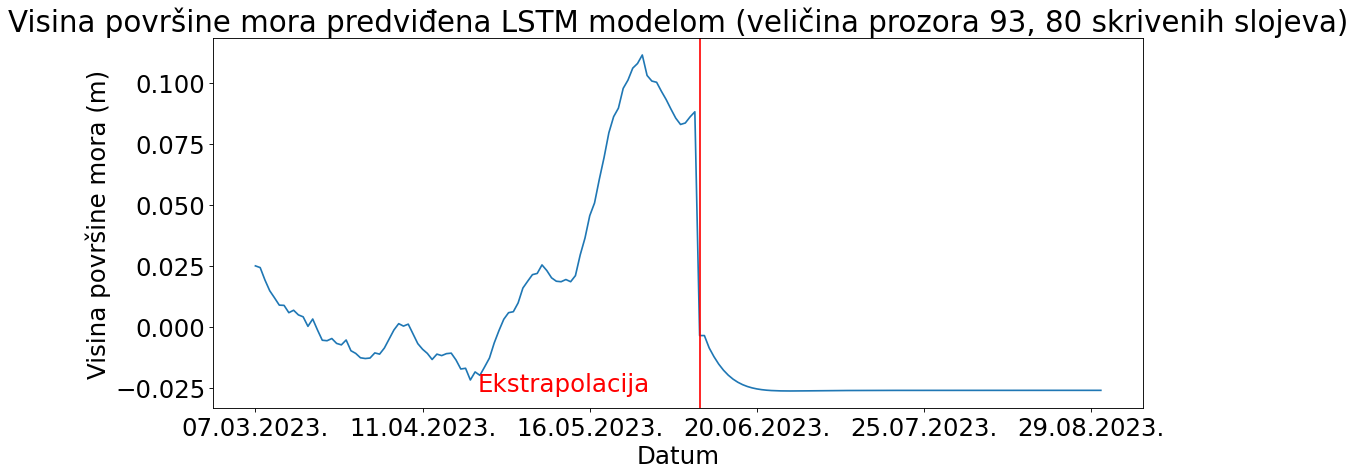 Visina površine mora predviđena LSTM modelom (veličina prozora 93, 80 skrivenih slojeva)
Visina površine mora (m)
0.100
0.075
0.050
0.025
0.000
−0.025
Ekstrapolacija
07.03.2023. 11.04.2023. 16.05.2023. 20.06.2023. 25.07.2023. 29.08.2023.
Datum